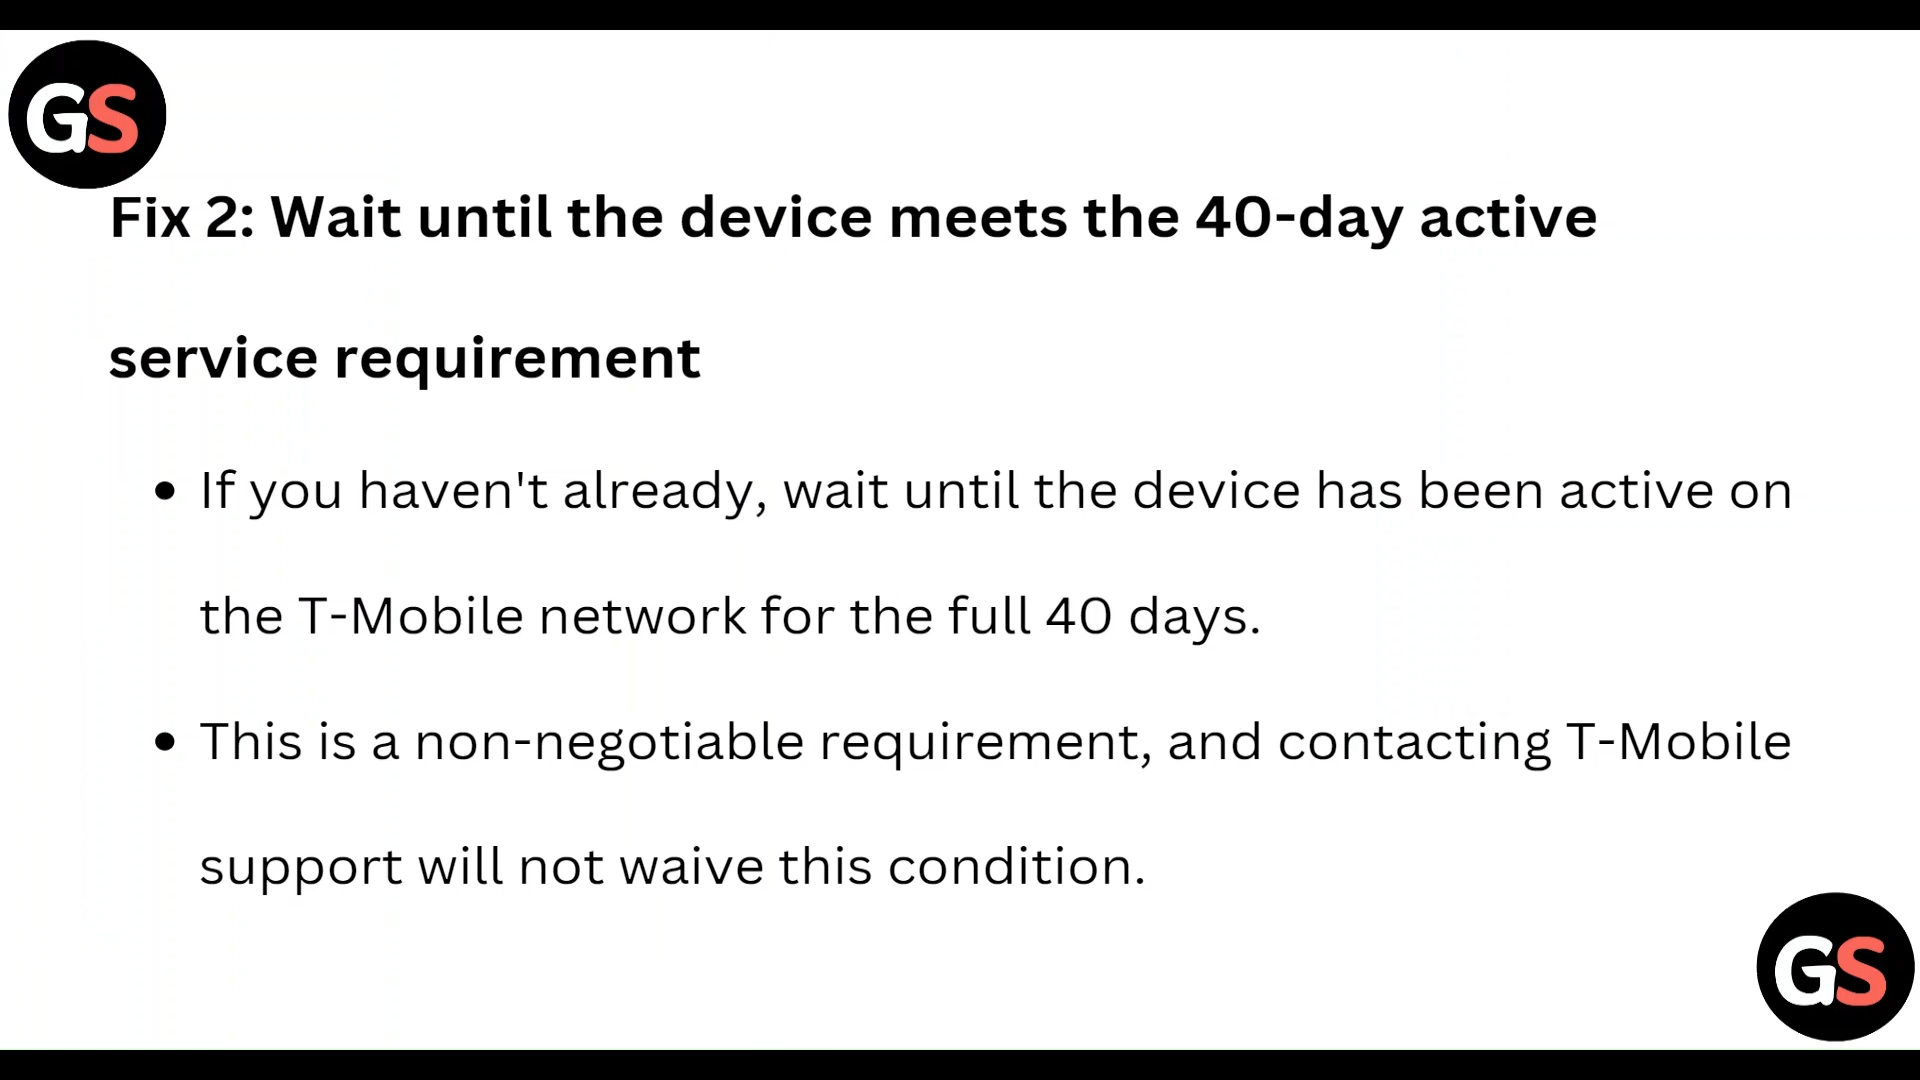 GS
Fix 2: Wait until the device meets the 40-day active
service requirement
• If you haven't already, wait until the device has been active on
the T-Mobile network for the full 40 days.
• This is a non-negotiable requirement, and contacting T-Mobile
support will not waive this condition.
GS